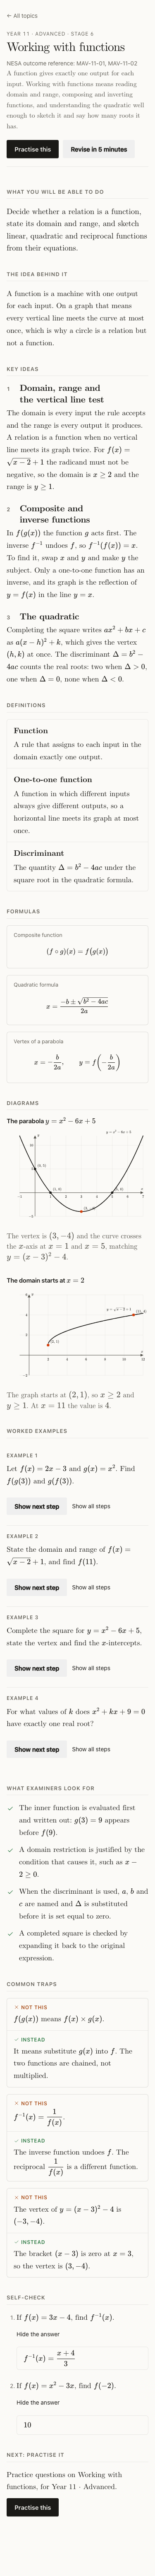 ← All topics
YEAR 11 · ADVANCED · STAGE 6
Working with functions
NESA outcome reference: MAV-11-01, MAV-11-02
A function gives exactly one output for each
input. Working with functions means reading
domain and range, composing and inverting
functions, and understanding the quadratic well
enough to sketch it and say how many roots it
has.
Practise this
Revise in 5 minutes
WHAT YOU WILL BE ABLE TO DO
Decide whether a relation is a function,
state its domain and range, and sketch
linear, quadratic and reciprocal functions
from their equations.
THE IDEA BEHIND IT
A function is a machine with one output
for each input. On a graph that means
every vertical line meets the curve at most
once, which is why a circle is a relation but
not a function.
KEY IDEAS
1 Domain, range and
the vertical line test
The domain is every input the rule accepts
and the range is every output it produces.
A relation is a function when no vertical
line meets its graph twice. For f(x) =
√(x − 2) + 1 the radicand must not be
negative, so the domain is x ≥ 2 and the
range is y ≥ 1.
2 Composite and
inverse functions
In f(g(x)) the function g acts first. The
inverse f⁻¹ undoes f, so f⁻¹(f(x)) = x.
To find it, swap x and y and make y the
subject. Only a one-to-one function has an
inverse, and its graph is the reflection of
y = f(x) in the line y = x.
3 The quadratic
Completing the square writes ax² + bx + c
as a(x − h)² + k, which gives the vertex
(h, k) at once. The discriminant Δ = b² −
4ac counts the real roots: two when Δ > 0,
one when Δ = 0, none when Δ < 0.
DEFINITIONS
Function
A rule that assigns to each input in the
domain exactly one output.
One-to-one function
A function in which different inputs
always give different outputs, so a
horizontal line meets its graph at most
once.
Discriminant
The quantity Δ = b² − 4ac under the
square root in the quadratic formula.
FORMULAS
Composite function
(f ∘ g)(x) = f(g(x))
Quadratic formula
x = (−b ± √(b² − 4ac)) / 2a
Vertex of a parabola
x = −b/2a, y = f(−b/2a)
DIAGRAMS
The parabola y = x² − 6x + 5
The vertex is (3, −4) and the curve crosses
the x-axis at x = 1 and x = 5, matching
y = (x − 3)² − 4.
The domain starts at x = 2
The graph starts at (2, 1), so x ≥ 2 and
y ≥ 1. At x = 11 the value is 4.
WORKED EXAMPLES
EXAMPLE 1
Let f(x) = 2x − 3 and g(x) = x². Find
f(g(3)) and g(f(3)).
Show next step
Show all steps
EXAMPLE 2
State the domain and range of f(x) =
√(x − 2) + 1, and find f(11).
Show next step
Show all steps
EXAMPLE 3
Complete the square for y = x² − 6x + 5,
state the vertex and find the x-intercepts.
Show next step
Show all steps
EXAMPLE 4
For what values of k does x² + kx + 9 = 0
have exactly one real root?
Show next step
Show all steps
WHAT EXAMINERS LOOK FOR
✓ The inner function is evaluated first
and written out: g(3) = 9 appears
before f(9).
✓ A domain restriction is justified by the
condition that causes it, such as x −
2 ≥ 0.
✓ When the discriminant is used, a, b and
c are named and Δ is substituted
before it is set equal to zero.
✓ A completed square is checked by
expanding it back to the original
expression.
COMMON TRAPS
× NOT THIS
f(g(x)) means f(x) × g(x).
✓ INSTEAD
It means substitute g(x) into f. The
two functions are chained, not
multiplied.
× NOT THIS
f⁻¹(x) = 1/f(x).
✓ INSTEAD
The inverse function undoes f. The
reciprocal 1/f(x) is a different function.
× NOT THIS
The vertex of y = (x − 3)² − 4 is
(−3, −4).
✓ INSTEAD
The bracket (x − 3) is zero at x = 3,
so the vertex is (3, −4).
SELF-CHECK
1. If f(x) = 3x − 4, find f⁻¹(x).
Hide the answer
f⁻¹(x) = (x + 4)/3
2. If f(x) = x² − 3x, find f(−2).
Hide the answer
10
NEXT: PRACTISE IT
Practice questions on Working with
functions, for Year 11 · Advanced.
Practise this